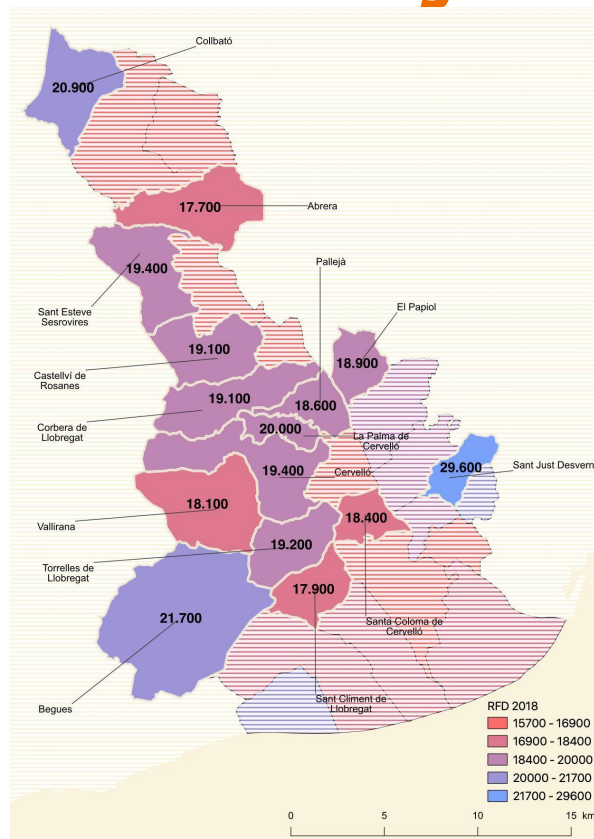 Collbató
20.900
17.700
Abrera
Pallejà
19.400
El Papiol
Sant Esteve
Sesrovires
19.100
18.900
Castellví de
Rosanes
19.100
18.600
Corbera de
Llobregat
20.000
La Palma de
Cervelló
29.600
Sant Just Desvern
19.400
Cervelló
18.100
18.400
Vallirana
19.200
Torrelles de
Llobregat
17.900
21.700
Santa Coloma de
Cervelló
Sant Climent de
Llobregat
Begues
RFD 2018
15700 - 16900
16900 - 18400
18400 - 20000
20000 - 21700
21700 - 29600
0 5 10 15 km